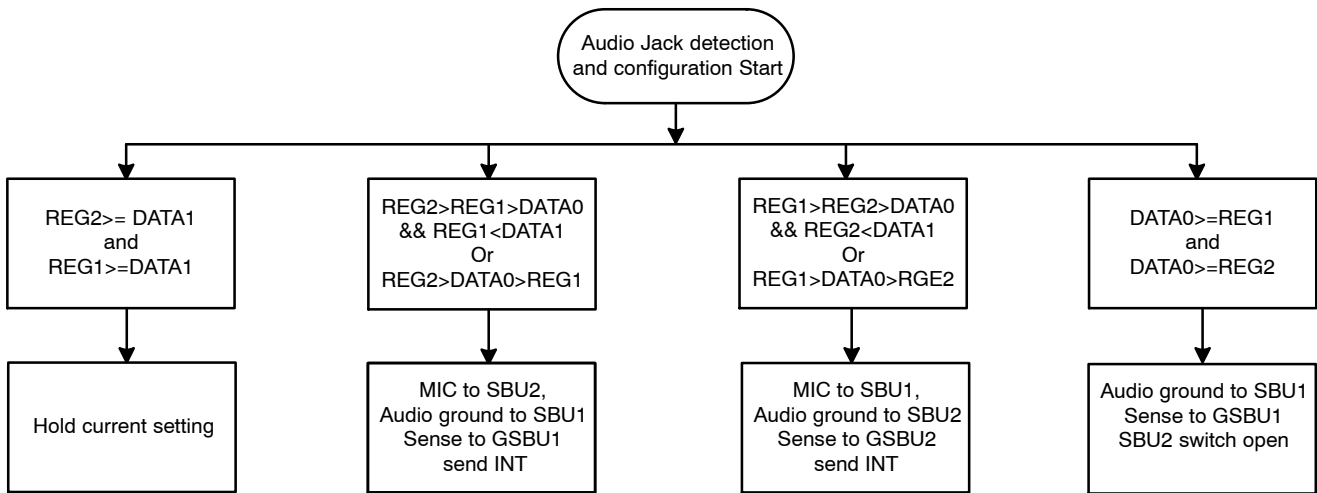 Audio Jack detection
and configuration Start
REG2>= DATA1
and
REG1>=DATA1
REG2>REG1>DATA0
&& REG1<DATA1
Or
REG2>DATA0>REG1
REG1>REG2>DATA0
&& REG2<DATA1
Or
REG1>DATA0>RGE2
DATA0>=REG1
and
DATA0>=REG2
Hold current setting
MIC to SBU2,
Audio ground to SBU1
Sense to GSBU1
send INT
MIC to SBU1,
Audio ground to SBU2
Sense to GSBU2
send INT
Audio ground to SBU1
Sense to GSBU1
SBU2 switch open